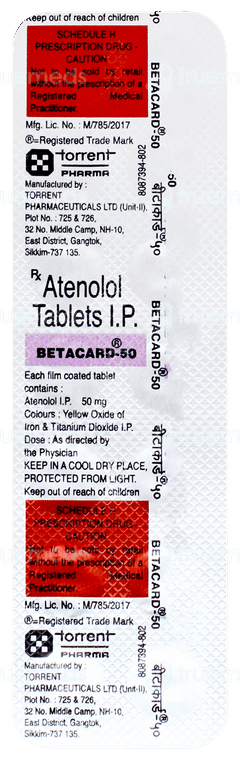 Keep out of reach of children
SCHEDULE H
PRESCRIPTION DRUG -
CAUTION
Not to be sold by retail
without the prescription of a
Registered Medical
Practitioner.
Mfg. Lic. No. : M/785/2017
®=Registered Trade Mark
torrent
PHARMA
Manufactured by :
TORRENT
PHARMACEUTICALS LTD (Unit-II),
Plot No. : 725 & 726,
32 No. Middle Camp, NH-10,
East District, Gangtok,
Sikkim-737 135.
Rx
Atenolol
Tablets I.P.
BETACARD®-50
Each film coated tablet
contains :
Atenolol I.P. 50 mg
Colours : Yellow Oxide of
Iron & Titanium Dioxide I.P.
Dose : As directed by
the Physician
KEEP IN A COOL DRY PLACE,
PROTECTED FROM LIGHT.
Keep out of reach of children
SCHEDULE H
PRESCRIPTION DRUG -
CAUTION
Not to be sold by retail
without the prescription of a
Registered Medical
Practitioner.
Mfg. Lic. No. : M/785/2017
®=Registered Trade Mark
torrent
PHARMA
Manufactured by :
TORRENT
PHARMACEUTICALS LTD (Unit-II),
Plot No. : 725 & 726,
32 No. Middle Camp, NH-10,
East District, Gangtok,
Sikkim-737 135.
8087394-802
8087394-802
BETACARD®-50
BETACARD®-50
BETACARD®-50
BETACARD®-50
बीटाकार्ड-५०
बीटाकार्ड-५०
बीटाकार्ड-५०